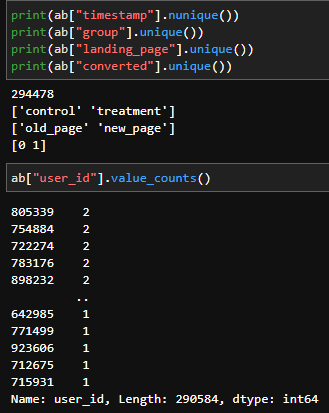 print(ab["timestamp"].nunique())
print(ab["group"].unique())
print(ab["landing_page"].unique())
print(ab["converted"].unique())
294478
['control' 'treatment']
['old_page' 'new_page']
[0 1]
ab["user_id"].value_counts()
805339    2
754884    2
722274    2
783176    2
898232    2
         ..
642985    1
771499    1
923606    1
712675    1
715931    1
Name: user_id, Length: 290584, dtype: int64